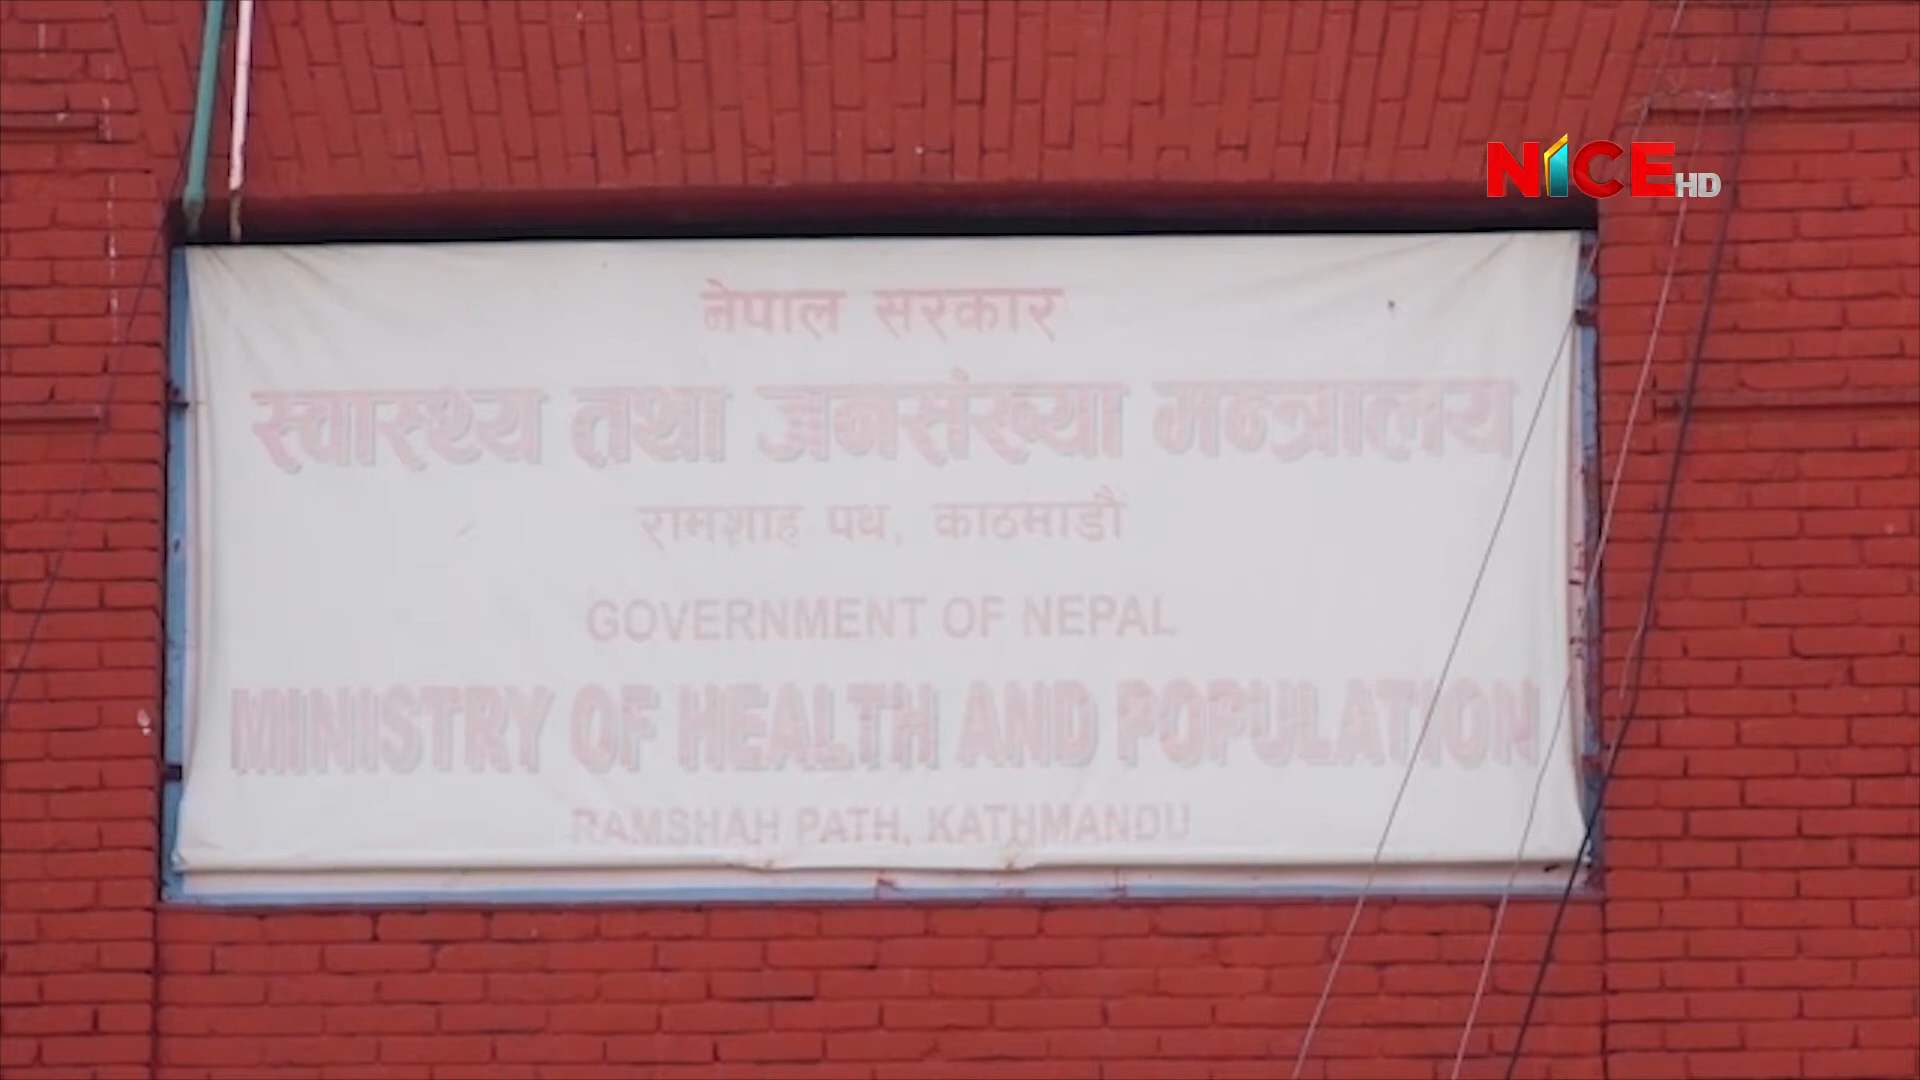 NICE HD
नेपाल सरकार
स्वास्थ्य तथा जनसंख्या मन्त्रालय
रामशाह पथ, काठमाडौं
GOVERNMENT OF NEPAL
MINISTRY OF HEALTH AND POPULATION
RAMSHAH PATH, KATHMANDU